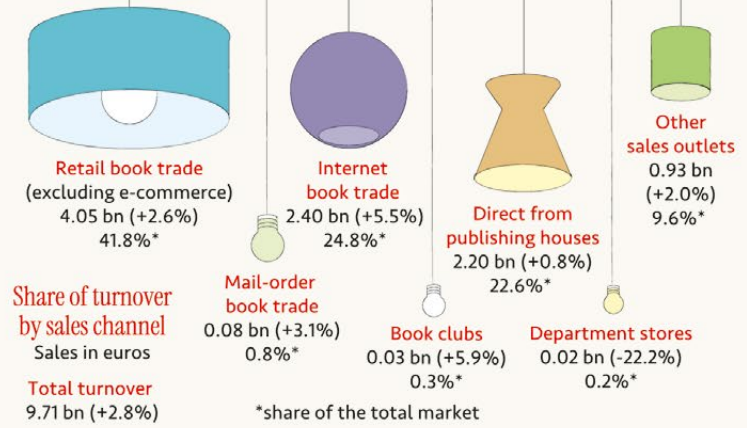 Retail book trade
(excluding e-commerce)
4.05 bn (+2.6%)
41.8%*
Internet
book trade
2.40 bn (+5.5%)
24.8%*
Direct from
publishing houses
2.20 bn (+0.8%)
22.6%*
Other
sales outlets
0.93 bn
(+2.0%)
9.6%*
Mail-order
book trade
0.08 bn (+3.1%)
0.8%*
Book clubs
0.03 bn (+5.9%)
0.3%*
Department stores
0.02 bn (-22.2%)
0.2%*
Share of turnover
by sales channel
Sales in euros
Total turnover
9.71 bn (+2.8%)
*share of the total market